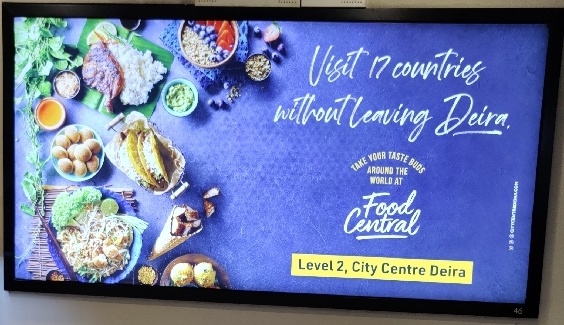 Visit 17 countries
without leaving Deira.
TAKE YOUR TASTE BUDS
AROUND THE
WORLD AT
Food
Central
Level 2, City Centre Deira
46